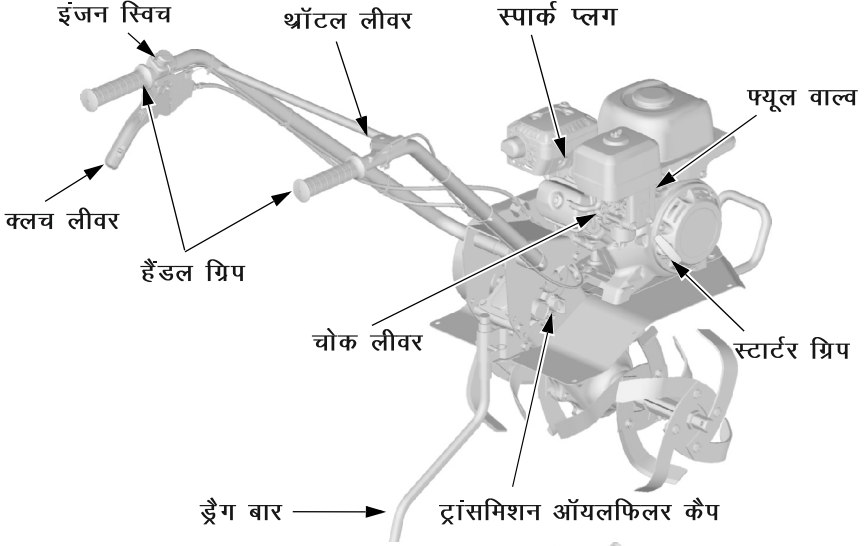 इंजन स्विच
थ्रॉटल लीवर
स्पार्क प्लग
फ्यूल वाल्व
क्लच लीवर
हैंडल ग्रिप
चोक लीवर
स्टार्टर ग्रिप
ड्रैग बार
ट्रांसमिशन ऑयलफिलर कैप